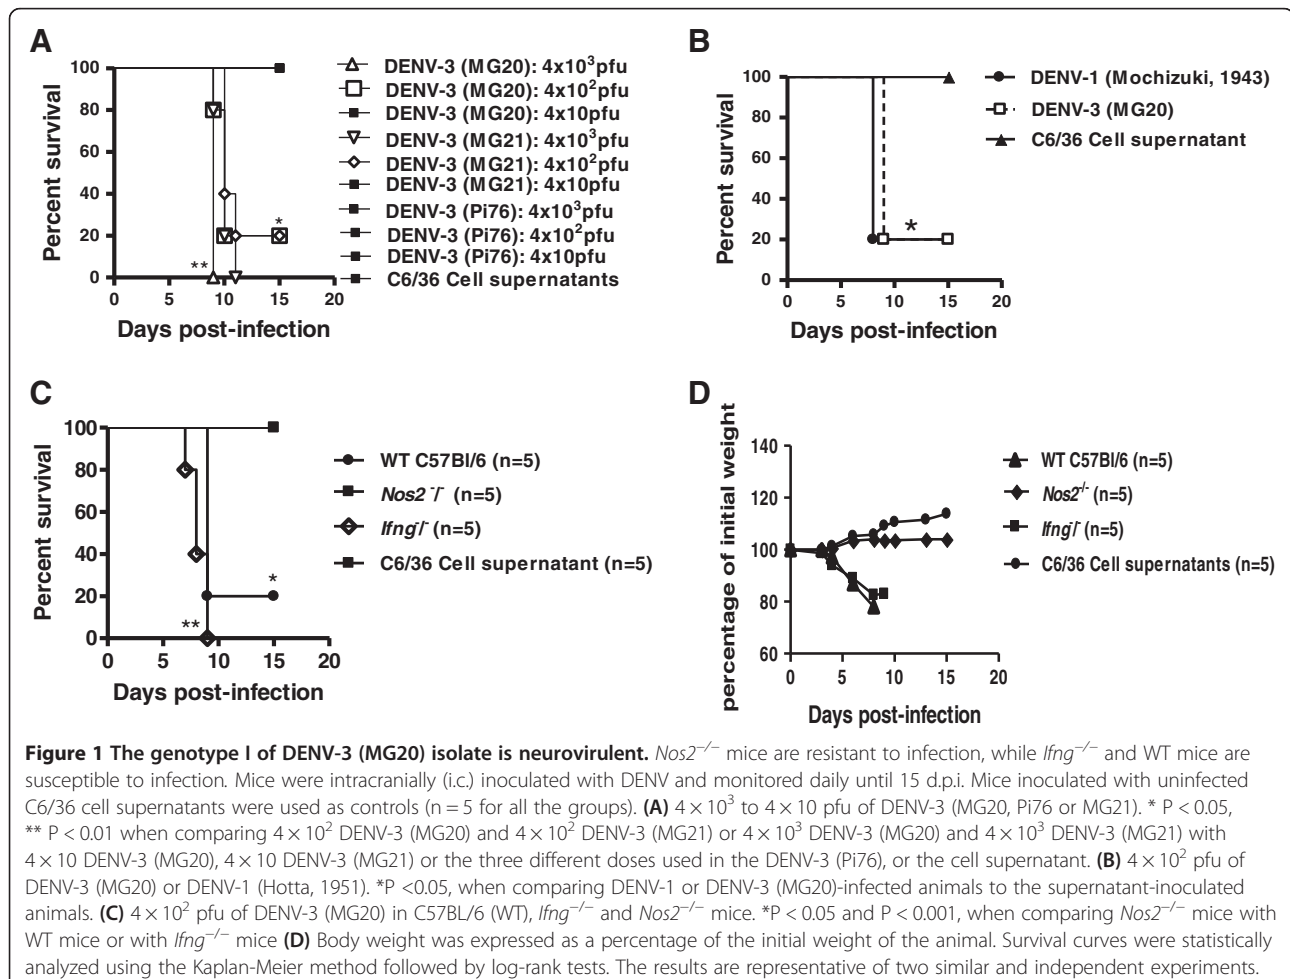 A
Percent survival
100
80
60
40
20
0
0 5 10 15 20
Days post-infection
**
*
DENV-3 (MG20): 4x10³pfu
DENV-3 (MG20): 4x10²pfu
DENV-3 (MG20): 4x10pfu
DENV-3 (MG21): 4x10³pfu
DENV-3 (MG21): 4x10²pfu
DENV-3 (MG21): 4x10pfu
DENV-3 (Pi76): 4x10³pfu
DENV-3 (Pi76): 4x10²pfu
DENV-3 (Pi76): 4x10pfu
C6/36 Cell supernatants
B
Percent survival
100
80
60
40
20
0
0 5 10 15 20
Days post-infection
*
DENV-1 (Mochizuki, 1943)
DENV-3 (MG20)
C6/36 Cell supernatant
C
Percent survival
100
80
60
40
20
0
0 5 10 15 20
Days post-infection
**
*
WT C57Bl/6 (n=5)
Nos2⁻/⁻ (n=5)
Ifng⁻/⁻ (n=5)
C6/36 Cell supernatant (n=5)
D
percentage of initial weight
140
120
100
80
60
0 5 10 15 20
Days post-infection
WT C57Bl/6 (n=5)
Nos2⁻/⁻ (n=5)
Ifng⁻/⁻ (n=5)
C6/36 Cell supernatants (n=5)
Figure 1 The genotype I of DENV-3 (MG20) isolate is neurovirulent. Nos2⁻/⁻ mice are resistant to infection, while Ifng⁻/⁻ and WT mice are
susceptible to infection. Mice were intracranially (i.c.) inoculated with DENV and monitored daily until 15 d.p.i. Mice inoculated with uninfected
C6/36 cell supernatants were used as controls (n = 5 for all the groups). (A) 4 × 10³ to 4 × 10 pfu of DENV-3 (MG20, Pi76 or MG21). * P < 0.05,
** P < 0.01 when comparing 4 × 10² DENV-3 (MG20) and 4 × 10² DENV-3 (MG21) or 4 × 10³ DENV-3 (MG20) and 4 × 10³ DENV-3 (MG21) with
4 × 10 DENV-3 (MG20), 4 × 10 DENV-3 (MG21) or the three different doses used in the DENV-3 (Pi76), or the cell supernatant. (B) 4 × 10² pfu of
DENV-3 (MG20) or DENV-1 (Hotta, 1951). *P <0.05, when comparing DENV-1 or DENV-3 (MG20)-infected animals to the supernatant-inoculated
animals. (C) 4 × 10² pfu of DENV-3 (MG20) in C57BL/6 (WT), Ifng⁻/⁻ and Nos2⁻/⁻ mice. *P < 0.05 and P < 0.001, when comparing Nos2⁻/⁻ mice with
WT mice or with Ifng⁻/⁻ mice (D) Body weight was expressed as a percentage of the initial weight of the animal. Survival curves were statistically
analyzed using the Kaplan-Meier method followed by log-rank tests. The results are representative of two similar and independent experiments.